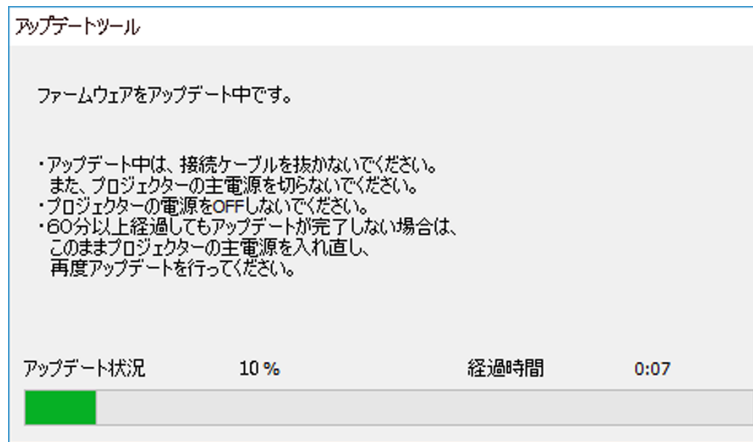 アップデートツール
ファームウェアをアップデート中です。
・アップデート中は、接続ケーブルを抜かないでください。
また、プロジェクターの主電源を切らないでください。
・プロジェクターの電源をOFFしないでください。
・60分以上経過してもアップデートが完了しない場合は、
このままプロジェクターの主電源を入れ直し、
再度アップデートを行ってください。
アップデート状況 10 % 経過時間 0:07